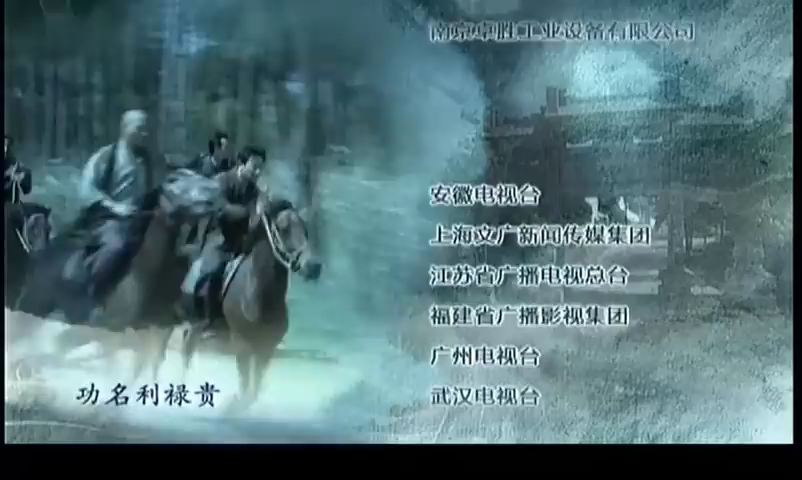 南京卓胜工业设备有限公司
安徽电视台
上海文广新闻传媒集团
江苏省广播电视总台
福建省广播影视集团
广州电视台
武汉电视台
功名利禄贵